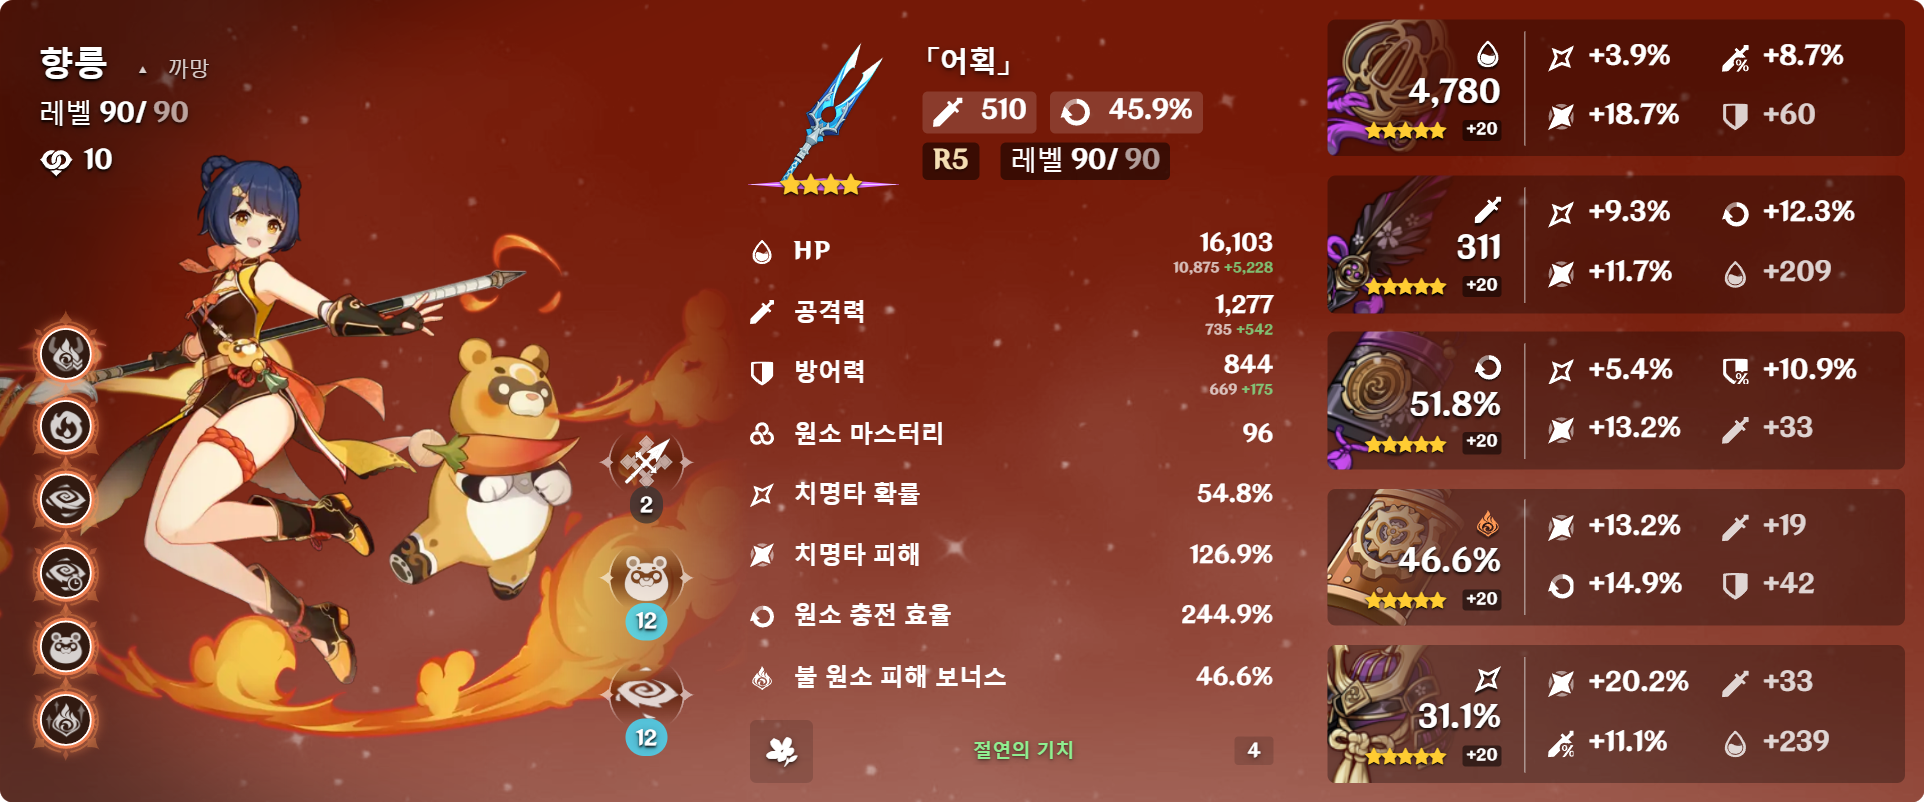 향릉 ▲ 까망
레벨 90/ 90
10
2
12
12
「어획」
510 45.9%
R5 레벨 90/ 90
HP 16,103
10,875 +5,228
공격력 1,277
735 +542
방어력 844
669 +175
원소 마스터리 96
치명타 확률 54.8%
치명타 피해 126.9%
원소 충전 효율 244.9%
불 원소 피해 보너스 46.6%
절연의 기치 4
4,780
+20
+3.9% +8.7%
+18.7% +60
311
+20
+9.3% +12.3%
+11.7% +209
51.8%
+20
+5.4% +10.9%
+13.2% +33
46.6%
+20
+13.2% +19
+14.9% +42
31.1%
+20
+20.2% +33
+11.1% +239